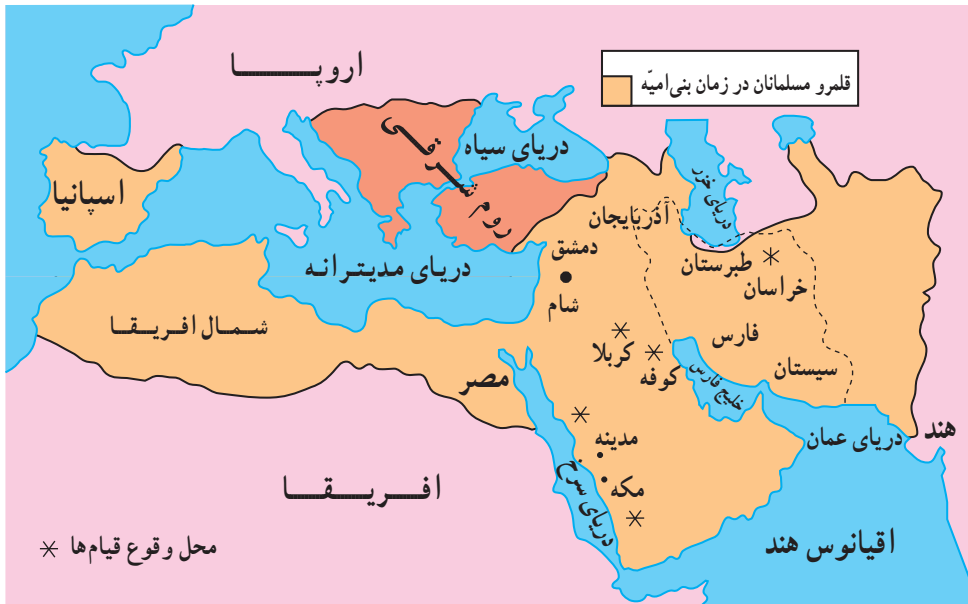 اروپا
قلمرو مسلمانان در زمان بنی‌امیّه
روم شرقی
دریای سیاه
دریای خزر
اسپانیا
آذربایجان
دمشق
شام
طبرستان
خراسان
دریای مدیترانه
شمال افریقا
فارس
کربلا
کوفه
سیستان
خلیج فارس
مصر
هند
دریای عمان
مدینه
مکه
دریای سرخ
افریقا
اقیانوس هند
محل وقوع قیام‌ها